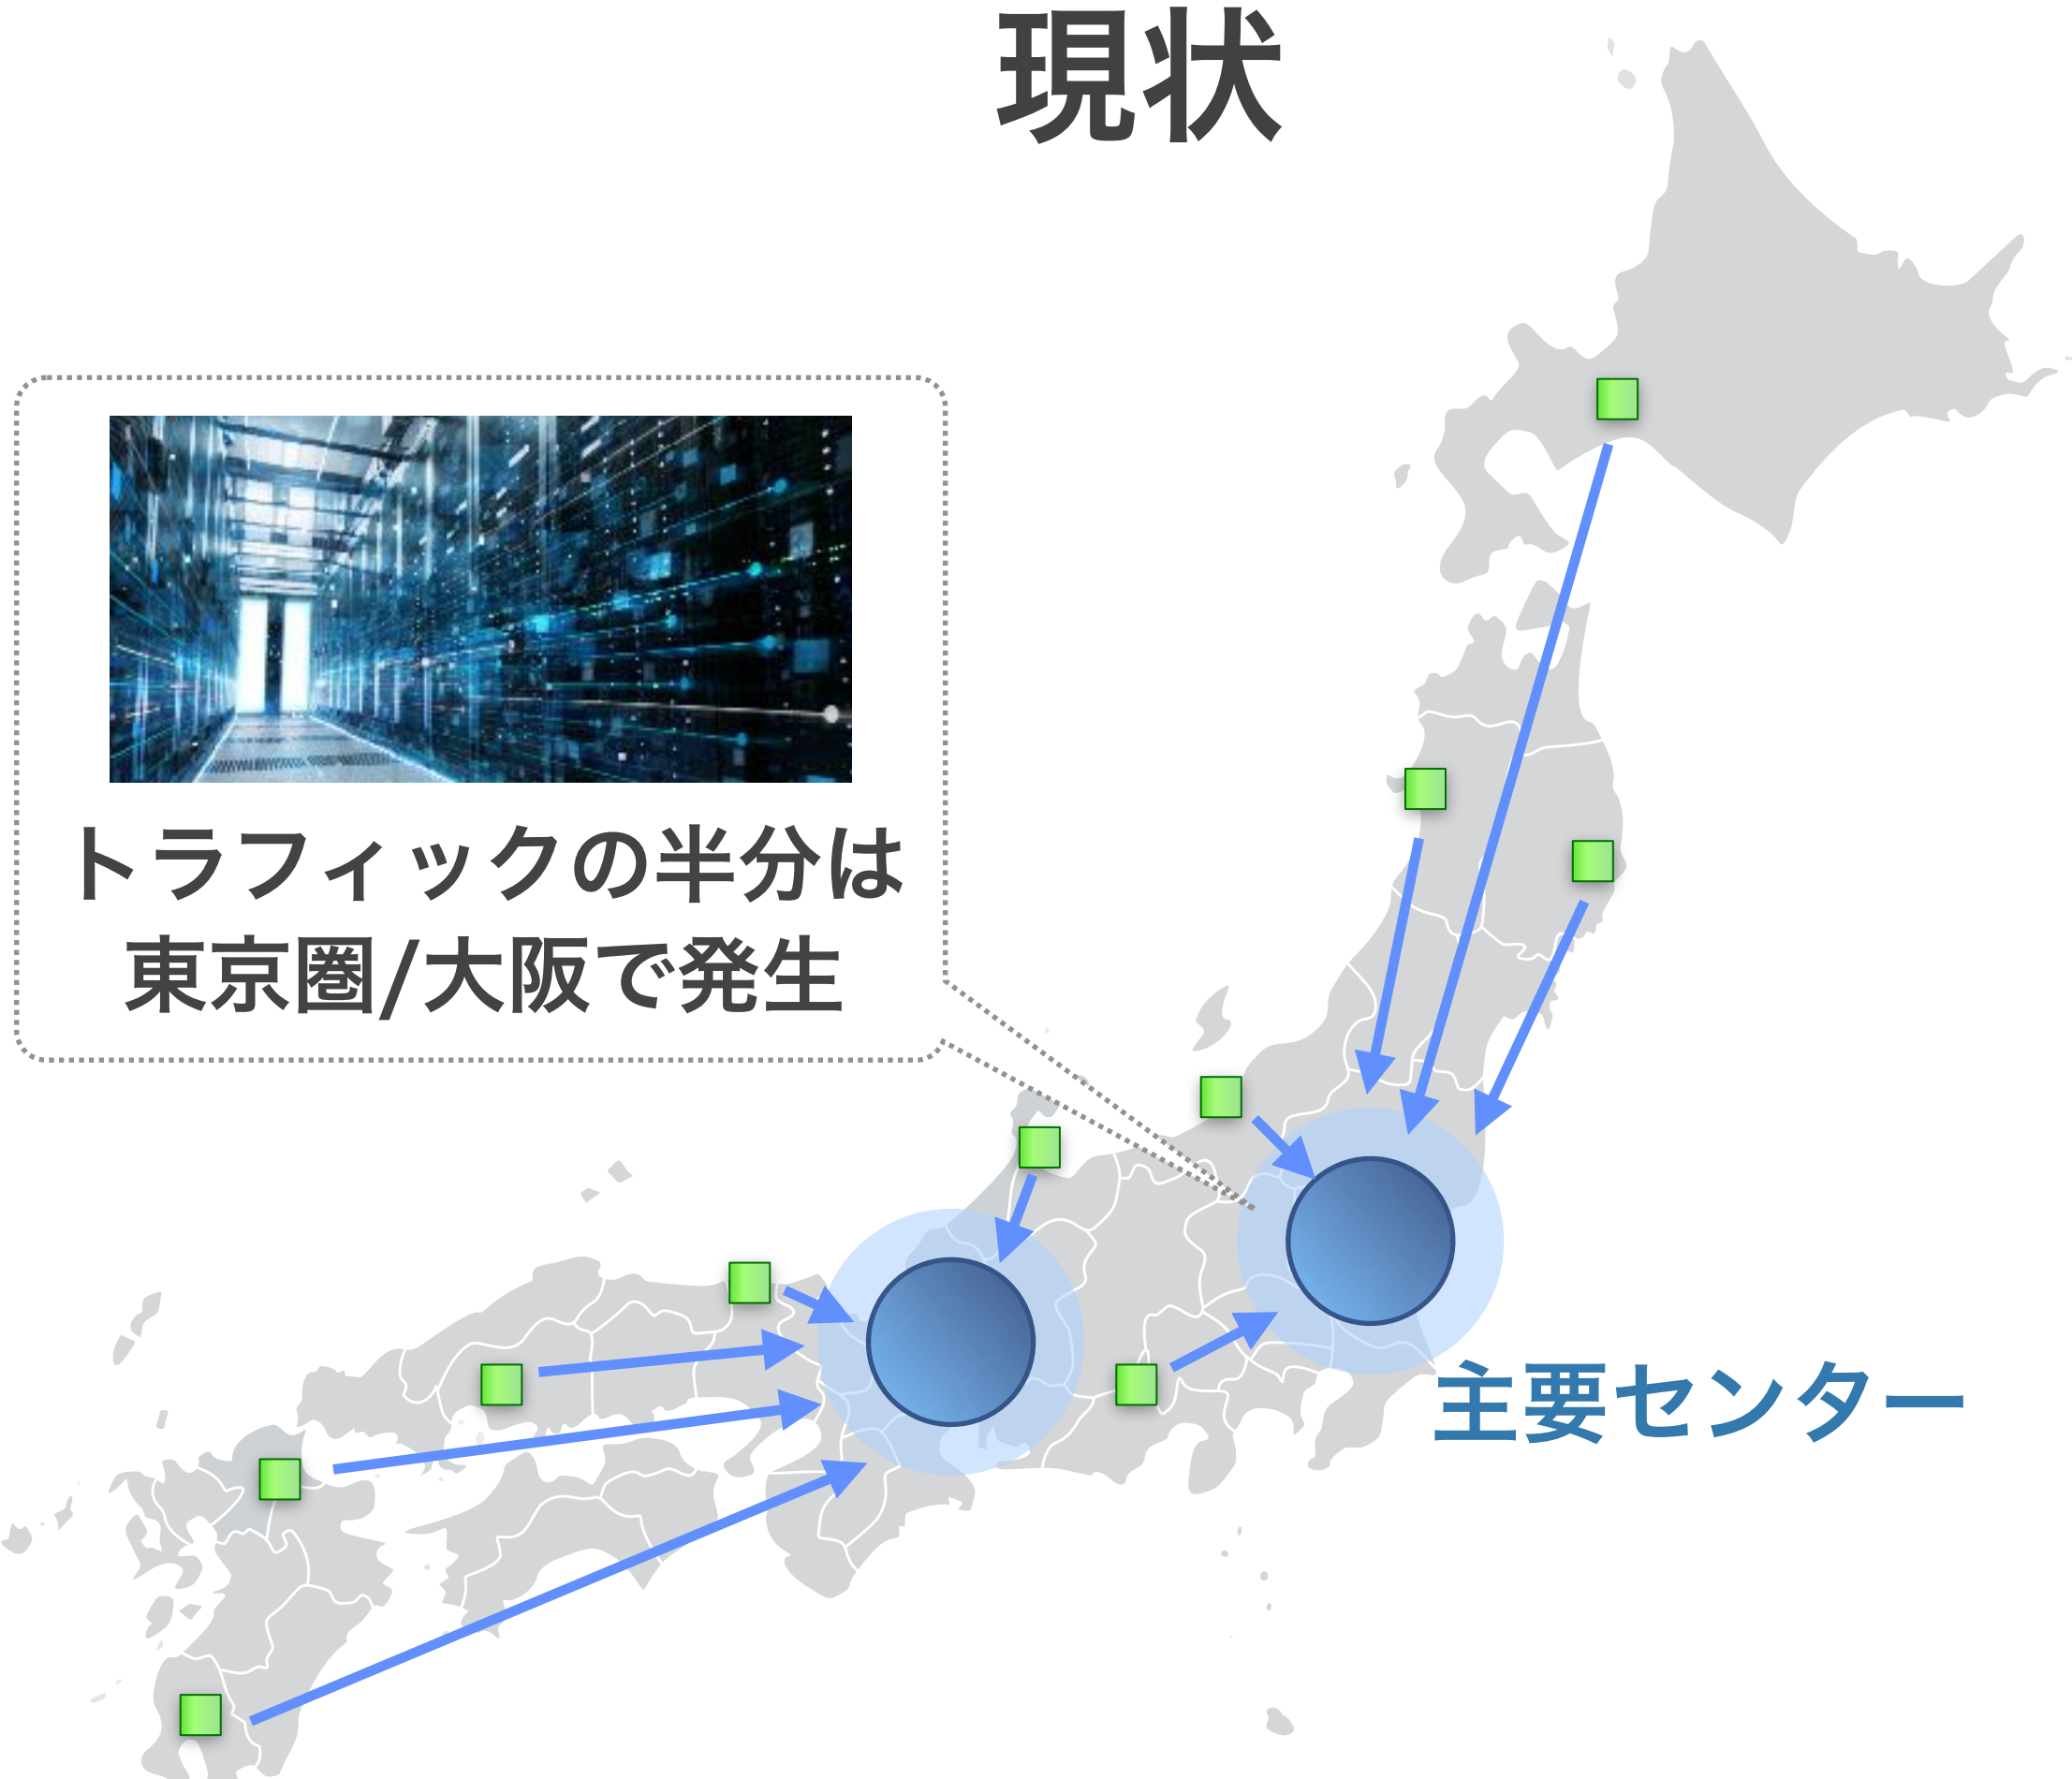 現状
トラフィックの半分は
東京圏/大阪で発生
主要センター